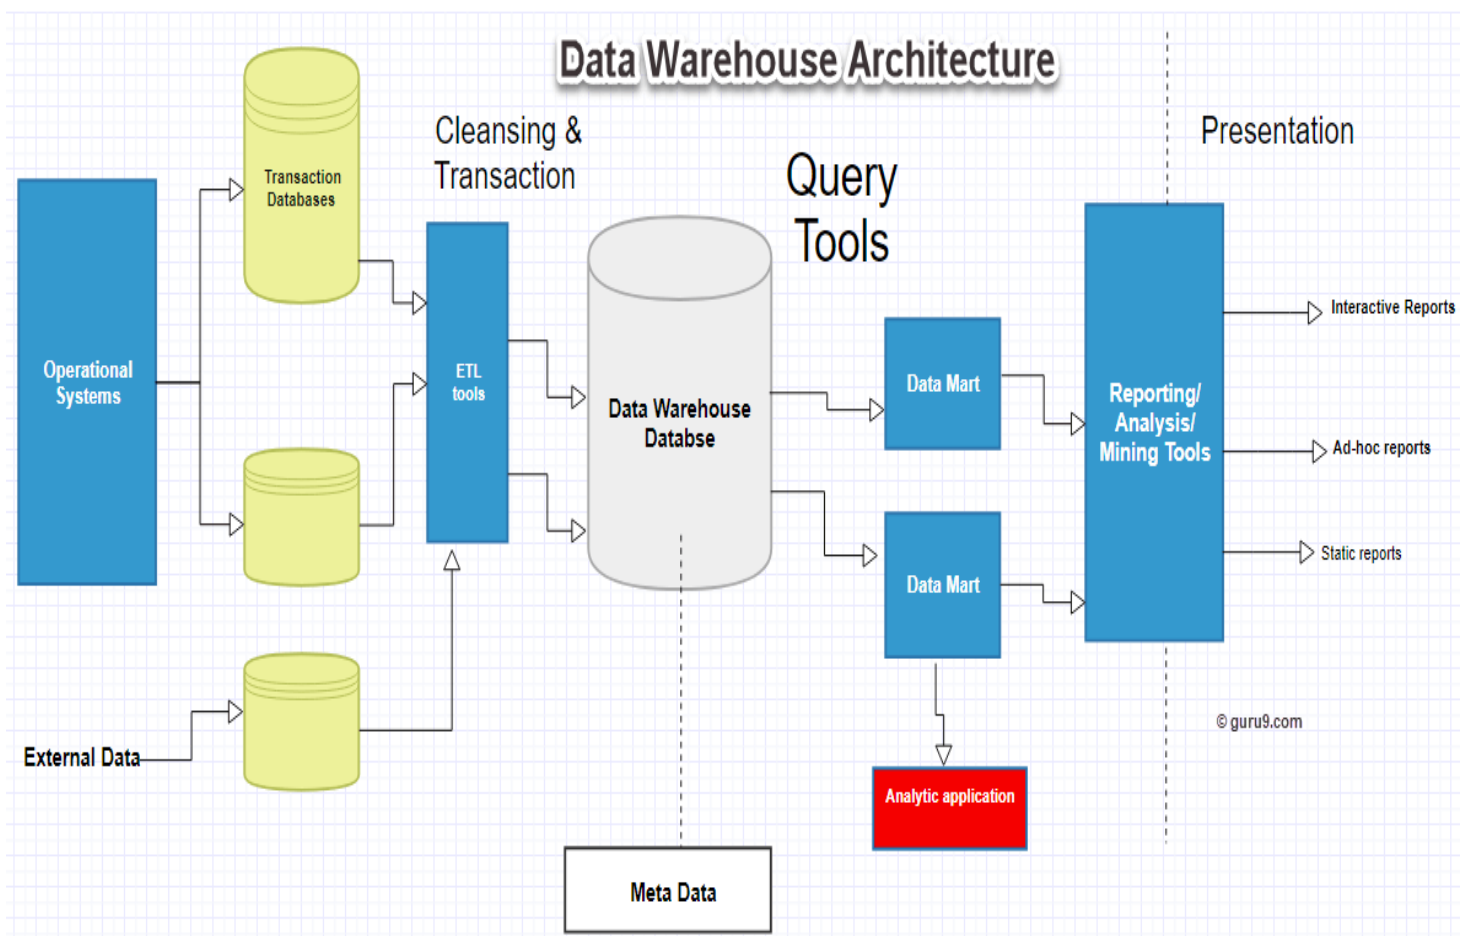 Data Warehouse Architecture
Cleansing &
Transaction
Query
Tools
Presentation
Transaction
Databases
Operational
Systems
ETL
tools
Data Warehouse
Databse
Data Mart
Data Mart
Reporting/
Analysis/
Mining Tools
Interactive Reports
Ad-hoc reports
Static reports
© guru9.com
External Data
Analytic application
Meta Data